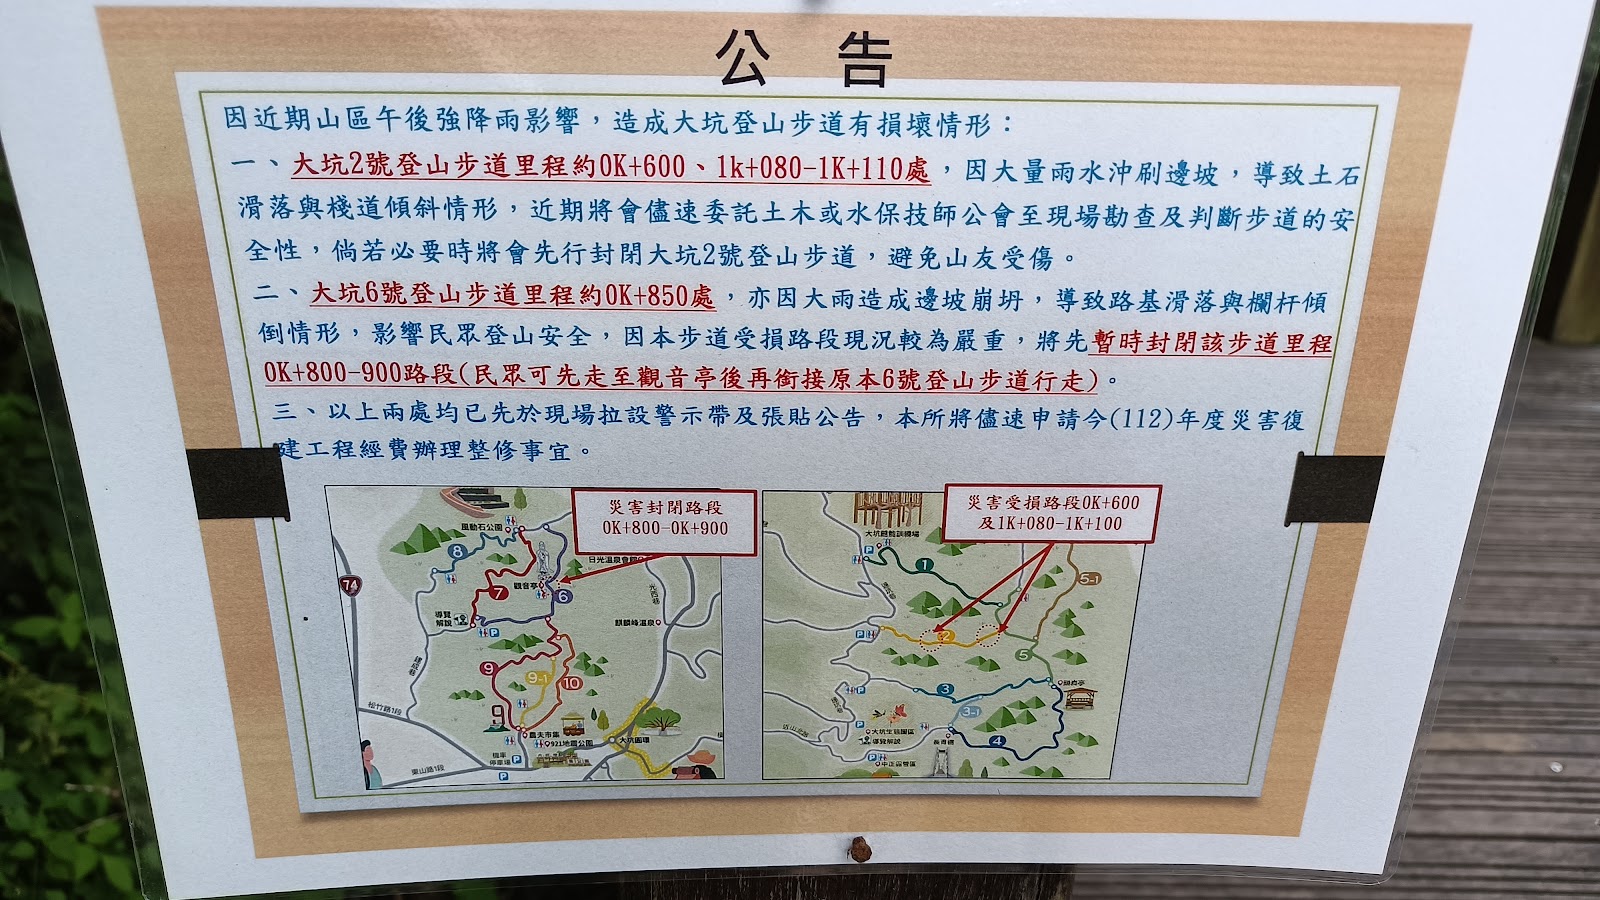 公 告
因近期山區午後強降雨影響，造成大坑登山步道有損壞情形：
一、大坑2號登山步道里程約0K+600、1k+080-1K+110處，因大量雨水沖刷邊坡，導致土石
滑落與棧道傾斜情形，近期將會儘速委託土木或水保技師公會至現場勘查及判斷步道的安
全性，倘若必要時將會先行封閉大坑2號登山步道，避免山友受傷。
二、大坑6號登山步道里程約0K+850處，亦因大雨造成邊坡崩坍，導致路基滑落與欄杆傾
倒情形，影響民眾登山安全，因本步道受損路段現況較為嚴重，將先暫時封閉該步道里程
0K+800-900路段(民眾可先走至觀音亭後再銜接原本6號登山步道行走)。
三、以上兩處均已先於現場拉設警示帶及張貼公告，本所將儘速申請今(112)年度災害復
建工程經費辦理整修事宜。
災害封閉路段
0K+800-0K+900
風動石公園
日光溫泉會館
8
74
觀音亭
7
6
導覽
解說
P
麒麟峰溫泉
9
9-1
10
松竹路1段
農夫市集
921地震公園
大坑圓環
機車
停車場
P
東山路1段
P
災害受損路段0K+600
及1K+080-1K+100
P
1
5-1
P
2
5
P
3
3-1
P
大坑生態園區
導覽解說
4
P
中正露營區